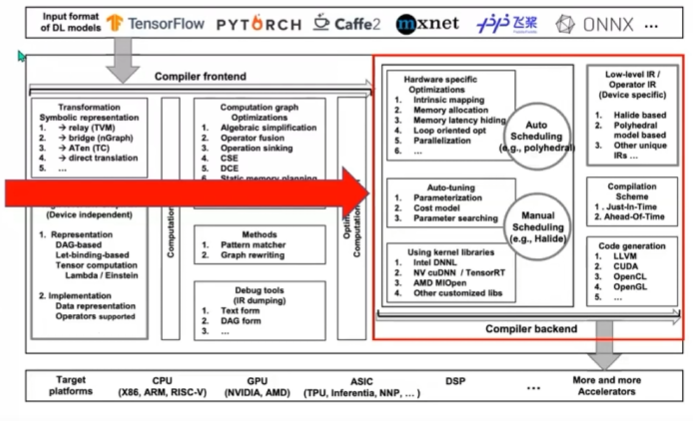 Input format
of DL models
TensorFlow
PYTORCH
Caffe2
mxnet
飞桨
ONNX
...
Compiler frontend
Transformation
Symbolic representation
1. → relay (TVM)
2. → bridge (nGraph)
3. → ATen (TC)
4. → direct translation
5. ...
(Device independent)
1. Representation
DAG-based
Let-binding-based
Tensor computation
Lambda / Einstein
2. Implementation
Data representation
Operators supported
Computation
Computation graph
Optimizations
1. Algebraic simplification
2. Operator fusion
3. Operation sinking
4. CSE
5. DCE
6. Static memory planning
Methods
1. Pattern matcher
2. Graph rewriting
Debug tools
(IR dumping)
1. Text form
2. DAG form
3. ...
Computation
Hardware specific
Optimizations
1. Intrinsic mapping
2. Memory allocation
3. Memory latency hiding
4. Loop oriented opt
5. Parallelization
6. ...
Auto
Scheduling
(e.g., polyhedral)
Auto-tuning
1. Parameterization
2. Cost model
3. Parameter searching
Manual
Scheduling
(e.g., Halide)
Using kernel libraries
1. Intel DNNL
2. NV cuDNN / TensorRT
3. AMD MIOpen
4. Other customized libs
Low-level IR /
Operator IR
(Device specific)
1. Halide based
2. Polyhedral
model based
3. Other unique
IRs ...
Compilation
Scheme
1 . Just-In-Time
2. Ahead-Of-Time
Code generation
1. LLVM
2. CUDA
3. OpenCL
4. OpenGL
5. ...
Compiler backend
Target
platforms
CPU
(X86, ARM, RISC-V)
GPU
(NVIDIA, AMD)
ASIC
(TPU, Inferentia, NNP, ... )
DSP
...
More and more
Accelerators